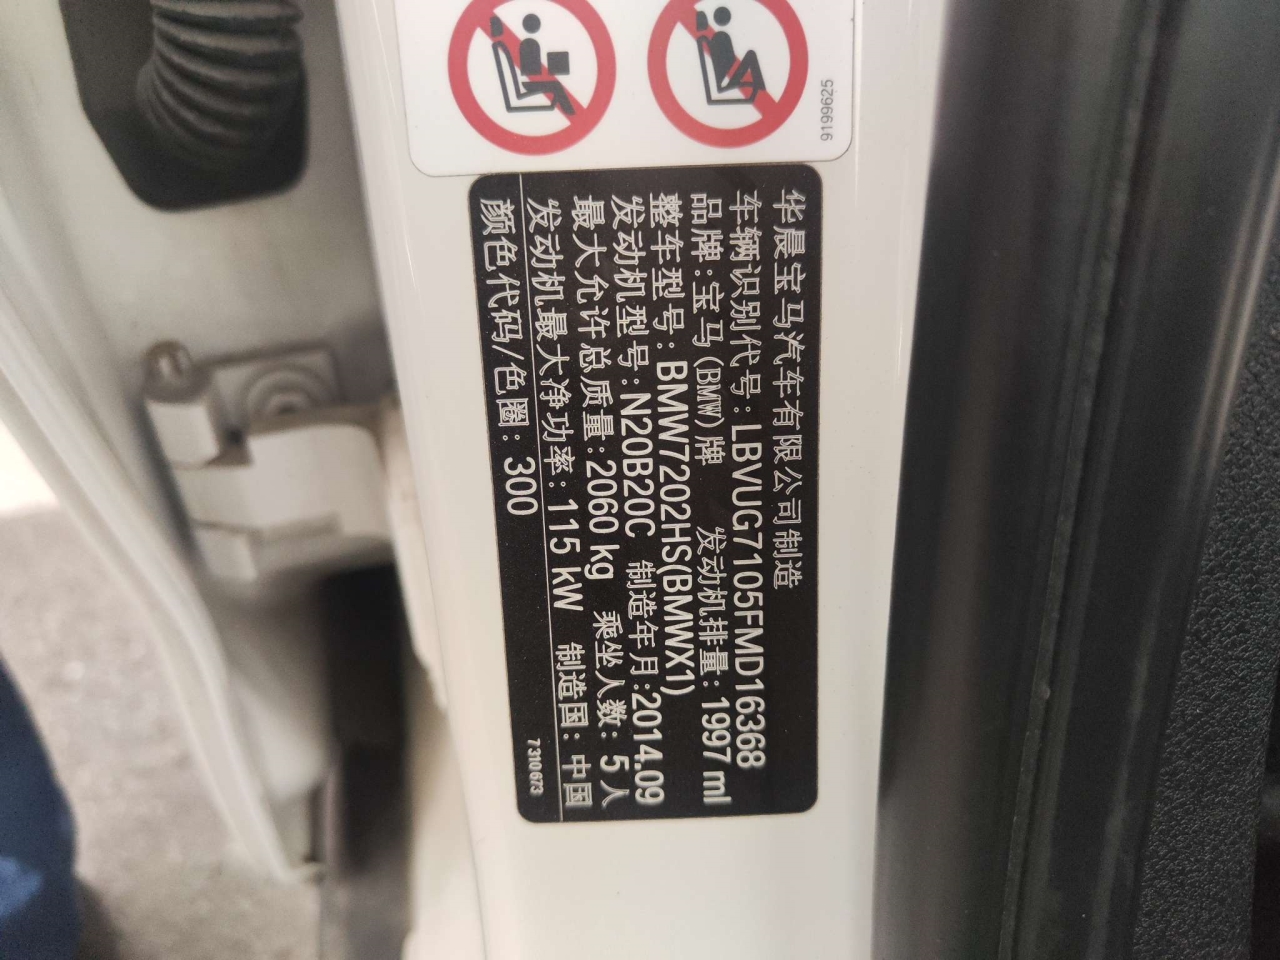 9199625
华晨宝马汽车有限公司制造
车辆识别代号:LBVUG7105FMD16368
品牌:宝马(BMW)牌 发动机排量:1997 ml
整车型号:BMW7202HS(BMWX1)
发动机型号:N20B20C 制造年月:2014.09
最大允许总质量:2060 kg 乘坐人数:5人
发动机最大净功率:115 kW 制造国:中国
颜色代码/色圈:300
7 310 673